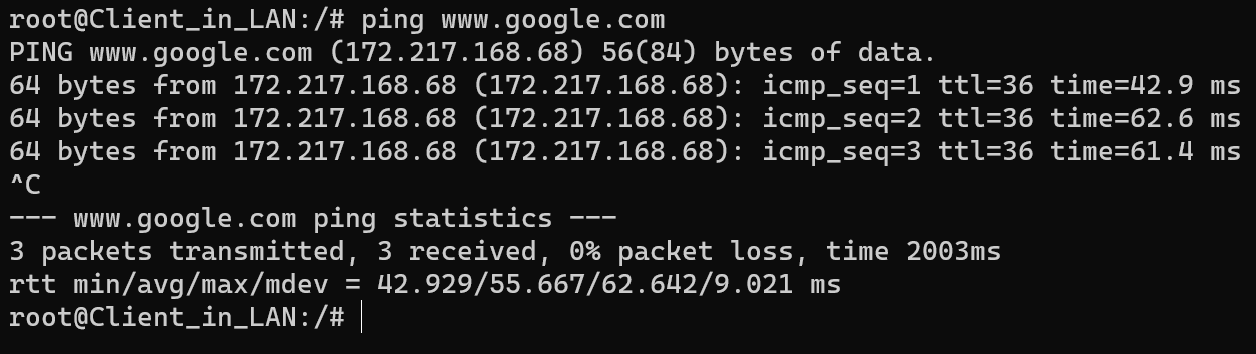 root@Client_in_LAN:/# ping www.google.com
PING www.google.com (172.217.168.68) 56(84) bytes of data.
64 bytes from 172.217.168.68 (172.217.168.68): icmp_seq=1 ttl=36 time=42.9 ms
64 bytes from 172.217.168.68 (172.217.168.68): icmp_seq=2 ttl=36 time=62.6 ms
64 bytes from 172.217.168.68 (172.217.168.68): icmp_seq=3 ttl=36 time=61.4 ms
^C
--- www.google.com ping statistics ---
3 packets transmitted, 3 received, 0% packet loss, time 2003ms
rtt min/avg/max/mdev = 42.929/55.667/62.642/9.021 ms
root@Client_in_LAN:/#